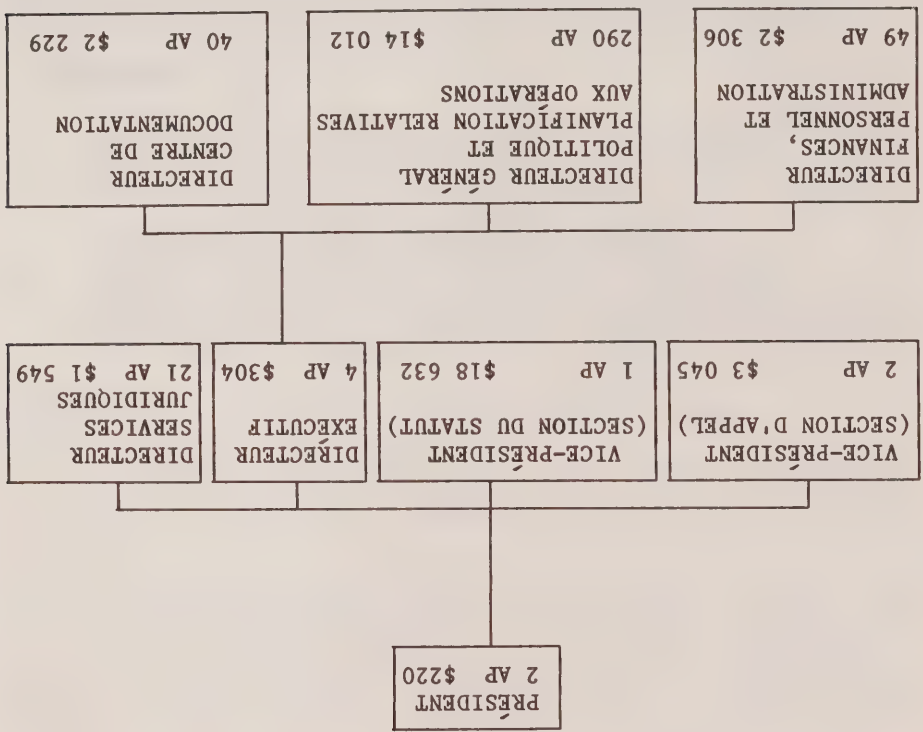 PRÉSIDENT
2 AP $220
VICE-PRÉSIDENT
(SECTION D'APPEL)
2 AP $3 045
VICE-PRÉSIDENT
(SECTION DU STATUT)
1 AP $18 632
DIRECTEUR
EXÉCUTIF
4 AP $304
DIRECTEUR
SERVICES
JURIDIQUES
21 AP $1 549
DIRECTEUR
FINANCES,
PERSONNEL ET
ADMINISTRATION
49 AP $2 306
DIRECTEUR GÉNÉRAL
POLITIQUE ET
PLANIFICATION RELATIVES
AUX OPÉRATIONS
290 AP $14 012
DIRECTEUR
CENTRE DE
DOCUMENTATION
40 AP $2 229